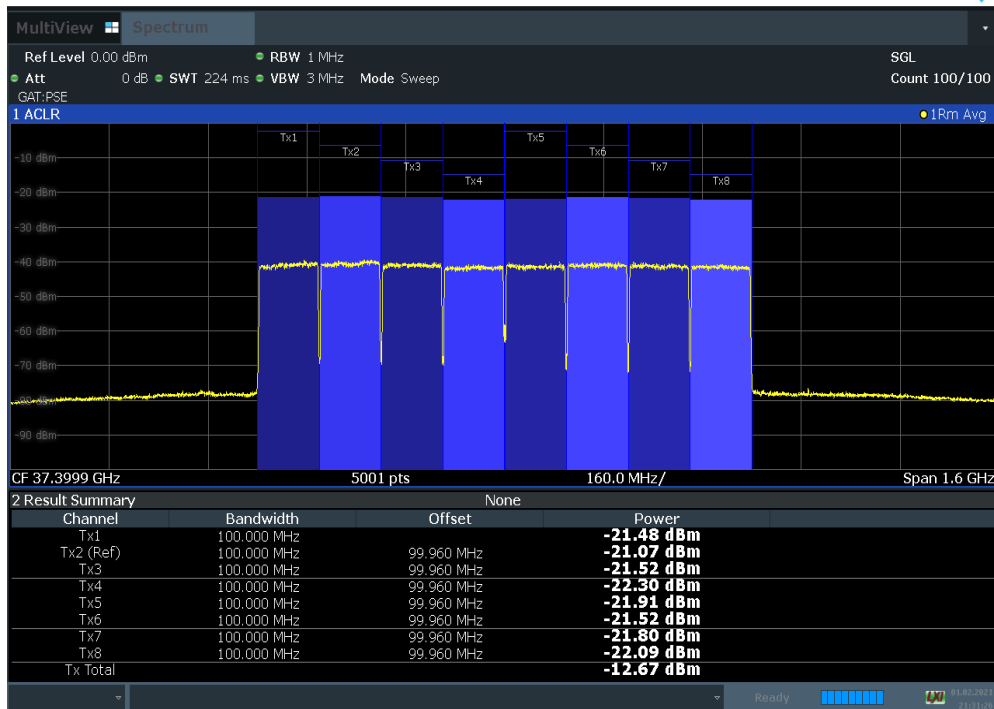 MultiView Spectrum
Ref Level 0.00 dBm RBW 1 MHz SGL
Att 0 dB SWT 224 ms VBW 3 MHz Mode Sweep Count 100/100
GAT:PSE
1 ACLR 1Rm Avg
Tx1 Tx5
Tx2 Tx6
Tx3 Tx7
Tx4 Tx8
-10 dBm
-20 dBm
-30 dBm
-40 dBm
-50 dBm
-60 dBm
-70 dBm
-80 dBm
-90 dBm
CF 37.3999 GHz 5001 pts 160.0 MHz/ Span 1.6 GHz
2 Result Summary None
Channel Bandwidth Offset Power
Tx1 100.000 MHz -21.48 dBm
Tx2 (Ref) 100.000 MHz 99.960 MHz -21.07 dBm
Tx3 100.000 MHz 99.960 MHz -21.52 dBm
Tx4 100.000 MHz 99.960 MHz -22.30 dBm
Tx5 100.000 MHz 99.960 MHz -21.91 dBm
Tx6 100.000 MHz 99.960 MHz -21.52 dBm
Tx7 100.000 MHz 99.960 MHz -21.80 dBm
Tx8 100.000 MHz 99.960 MHz -22.09 dBm
Tx Total -12.67 dBm
Ready 01.02.2021
21:31:26